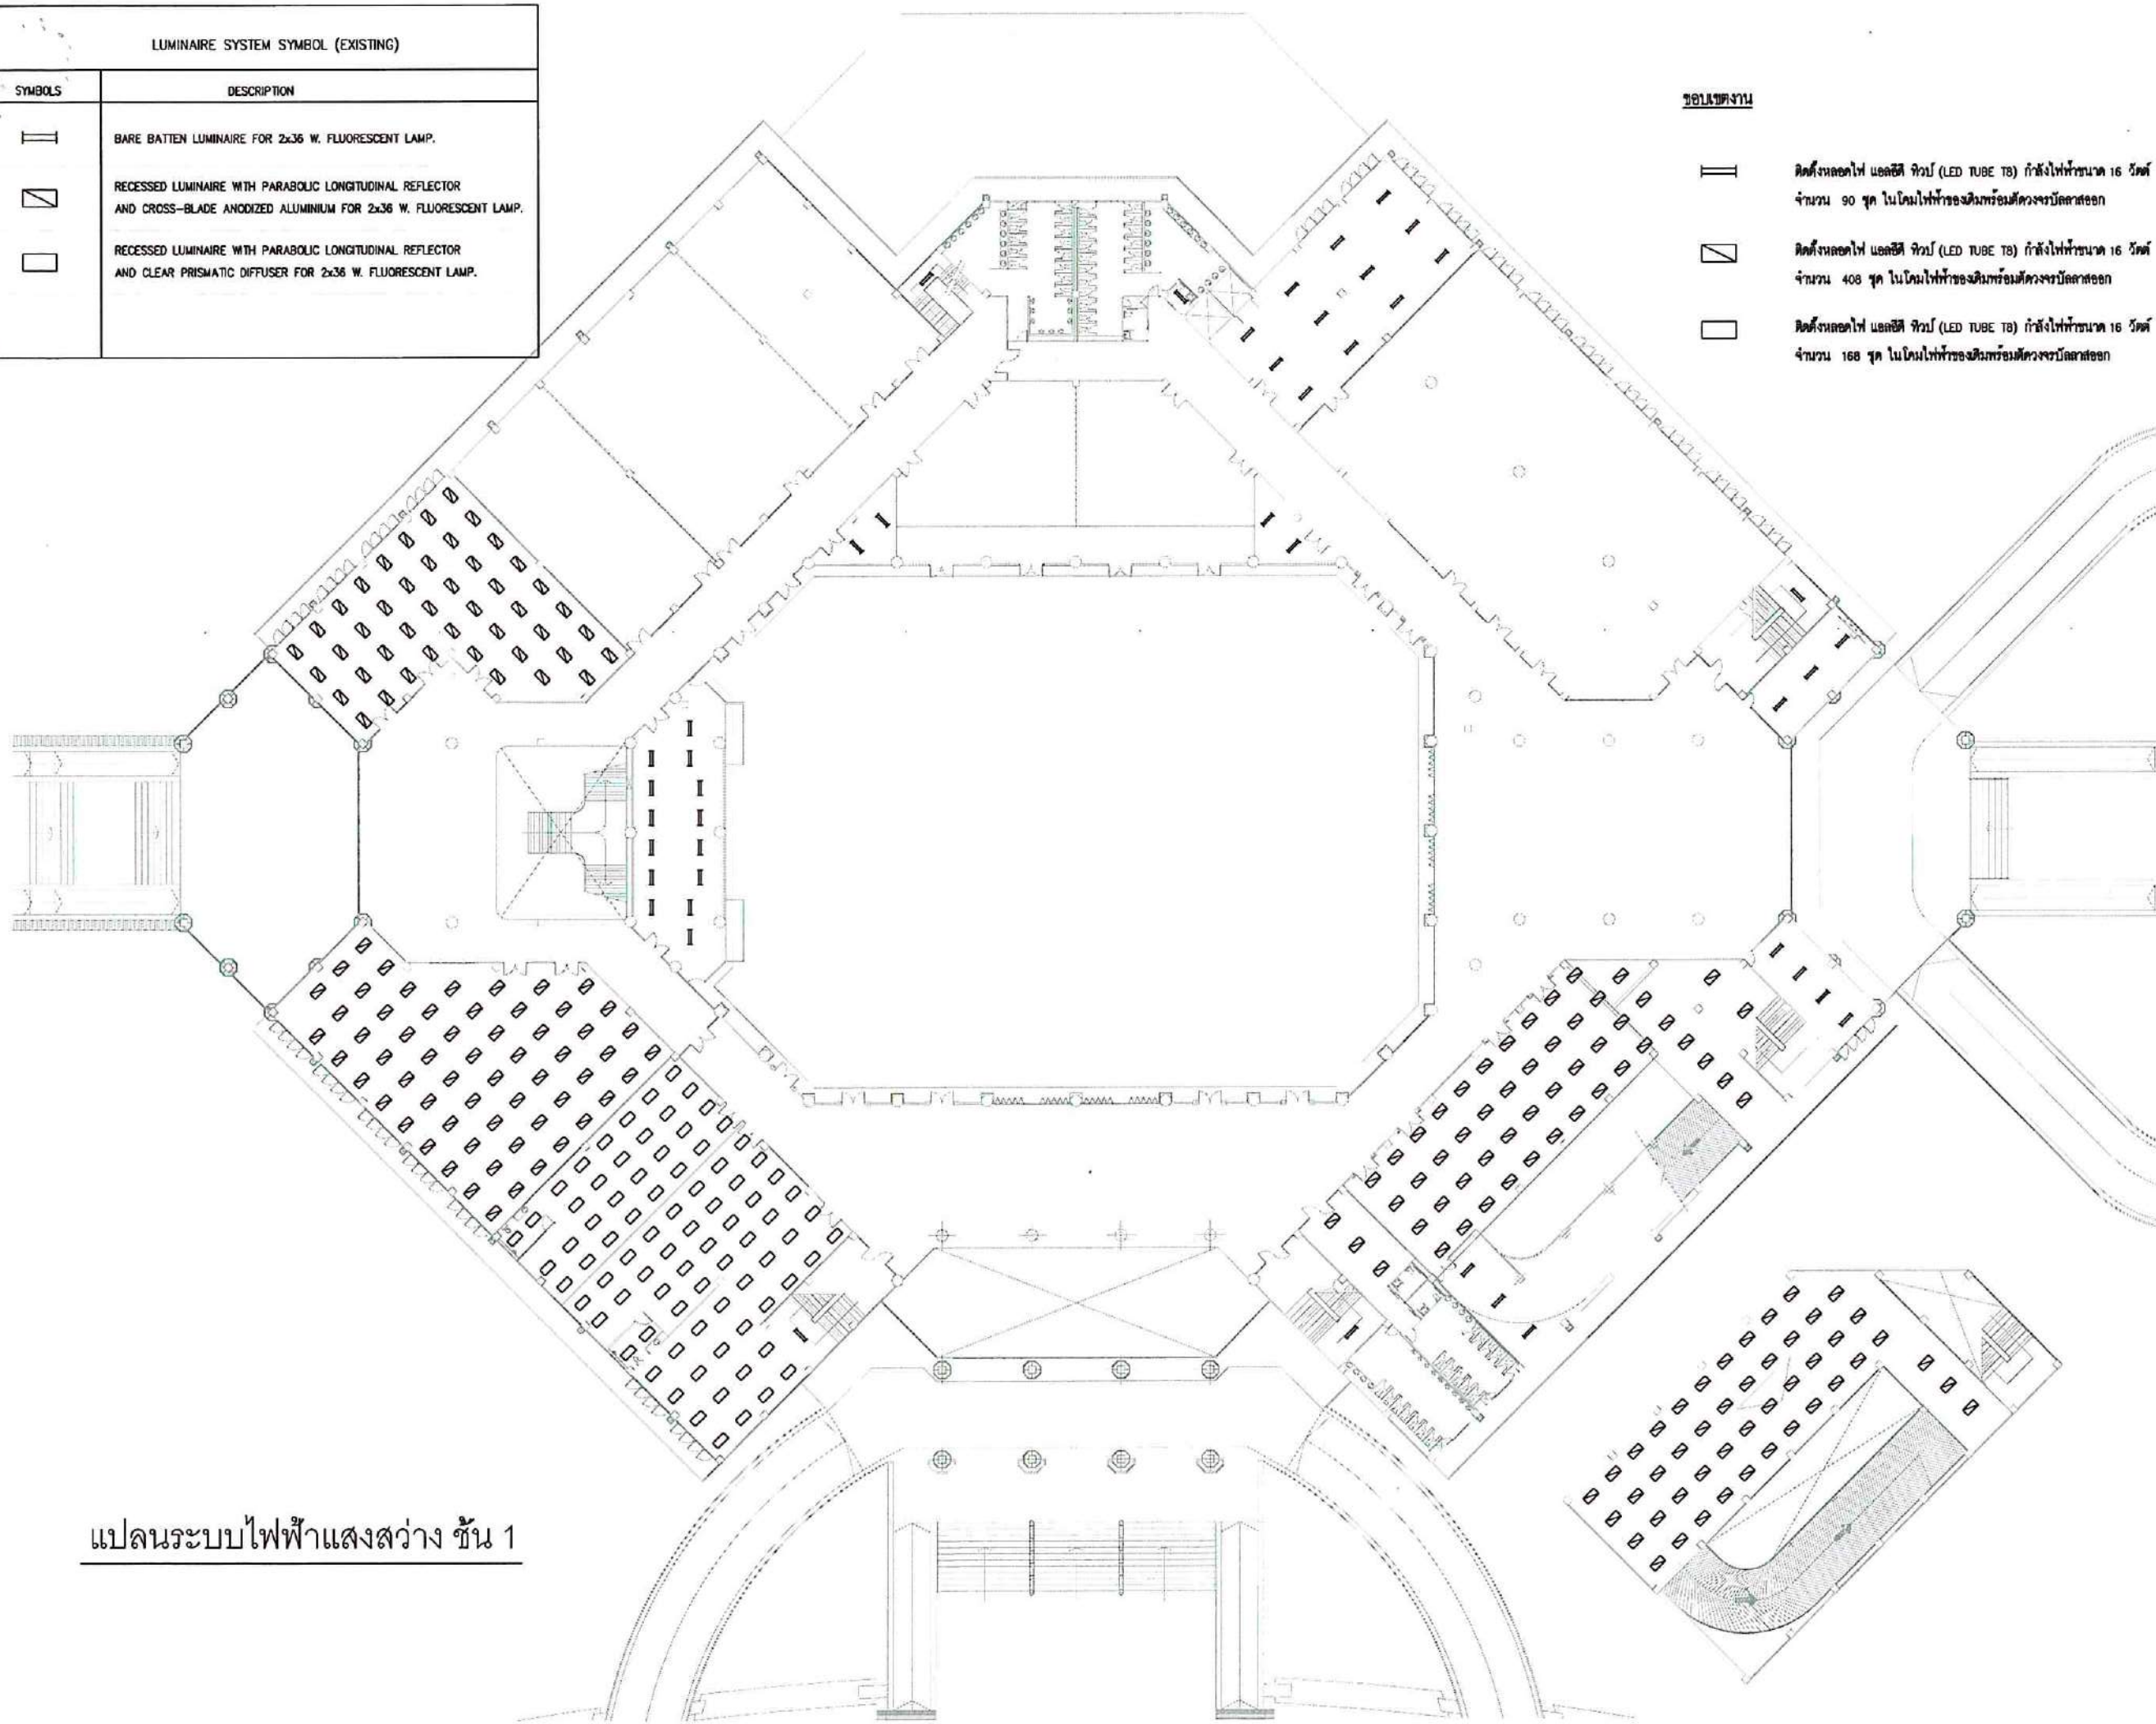 LUMINAIRE SYSTEM SYMBOL (EXISTING)
SYMBOLS DESCRIPTION
BARE BATTEN LUMINAIRE FOR 2x36 W. FLUORESCENT LAMP.
RECESSED LUMINAIRE WITH PARABOLIC LONGITUDINAL REFLECTOR
AND CROSS-BLADE ANODIZED ALUMINIUM FOR 2x36 W. FLUORESCENT LAMP.
RECESSED LUMINAIRE WITH PARABOLIC LONGITUDINAL REFLECTOR
AND CLEAR PRISMATIC DIFFUSER FOR 2x36 W. FLUORESCENT LAMP.
ขอบเขตงาน
ติดตั้งหลอดไฟ แอลอีดี ทิวป์ (LED TUBE T8) กำลังไฟฟ้าขนาด 16 วัตต์
จำนวน 90 ชุด ในโคมไฟฟ้าของเดิมพร้อมตัดวงจรบัลลาสออก
ติดตั้งหลอดไฟ แอลอีดี ทิวป์ (LED TUBE T8) กำลังไฟฟ้าขนาด 16 วัตต์
จำนวน 408 ชุด ในโคมไฟฟ้าของเดิมพร้อมตัดวงจรบัลลาสออก
ติดตั้งหลอดไฟ แอลอีดี ทิวป์ (LED TUBE T8) กำลังไฟฟ้าขนาด 16 วัตต์
จำนวน 168 ชุด ในโคมไฟฟ้าของเดิมพร้อมตัดวงจรบัลลาสออก
แปลนระบบไฟฟ้าแสงสว่าง ชั้น 1